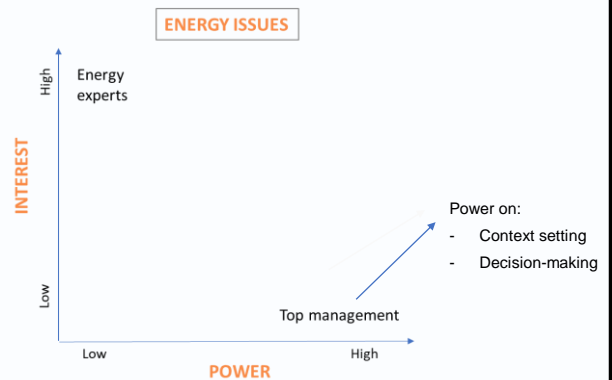 ENERGY ISSUES
High
Energy
experts
INTEREST
Power on:
- Context setting
- Decision-making
Low
Top management
Low
High
POWER